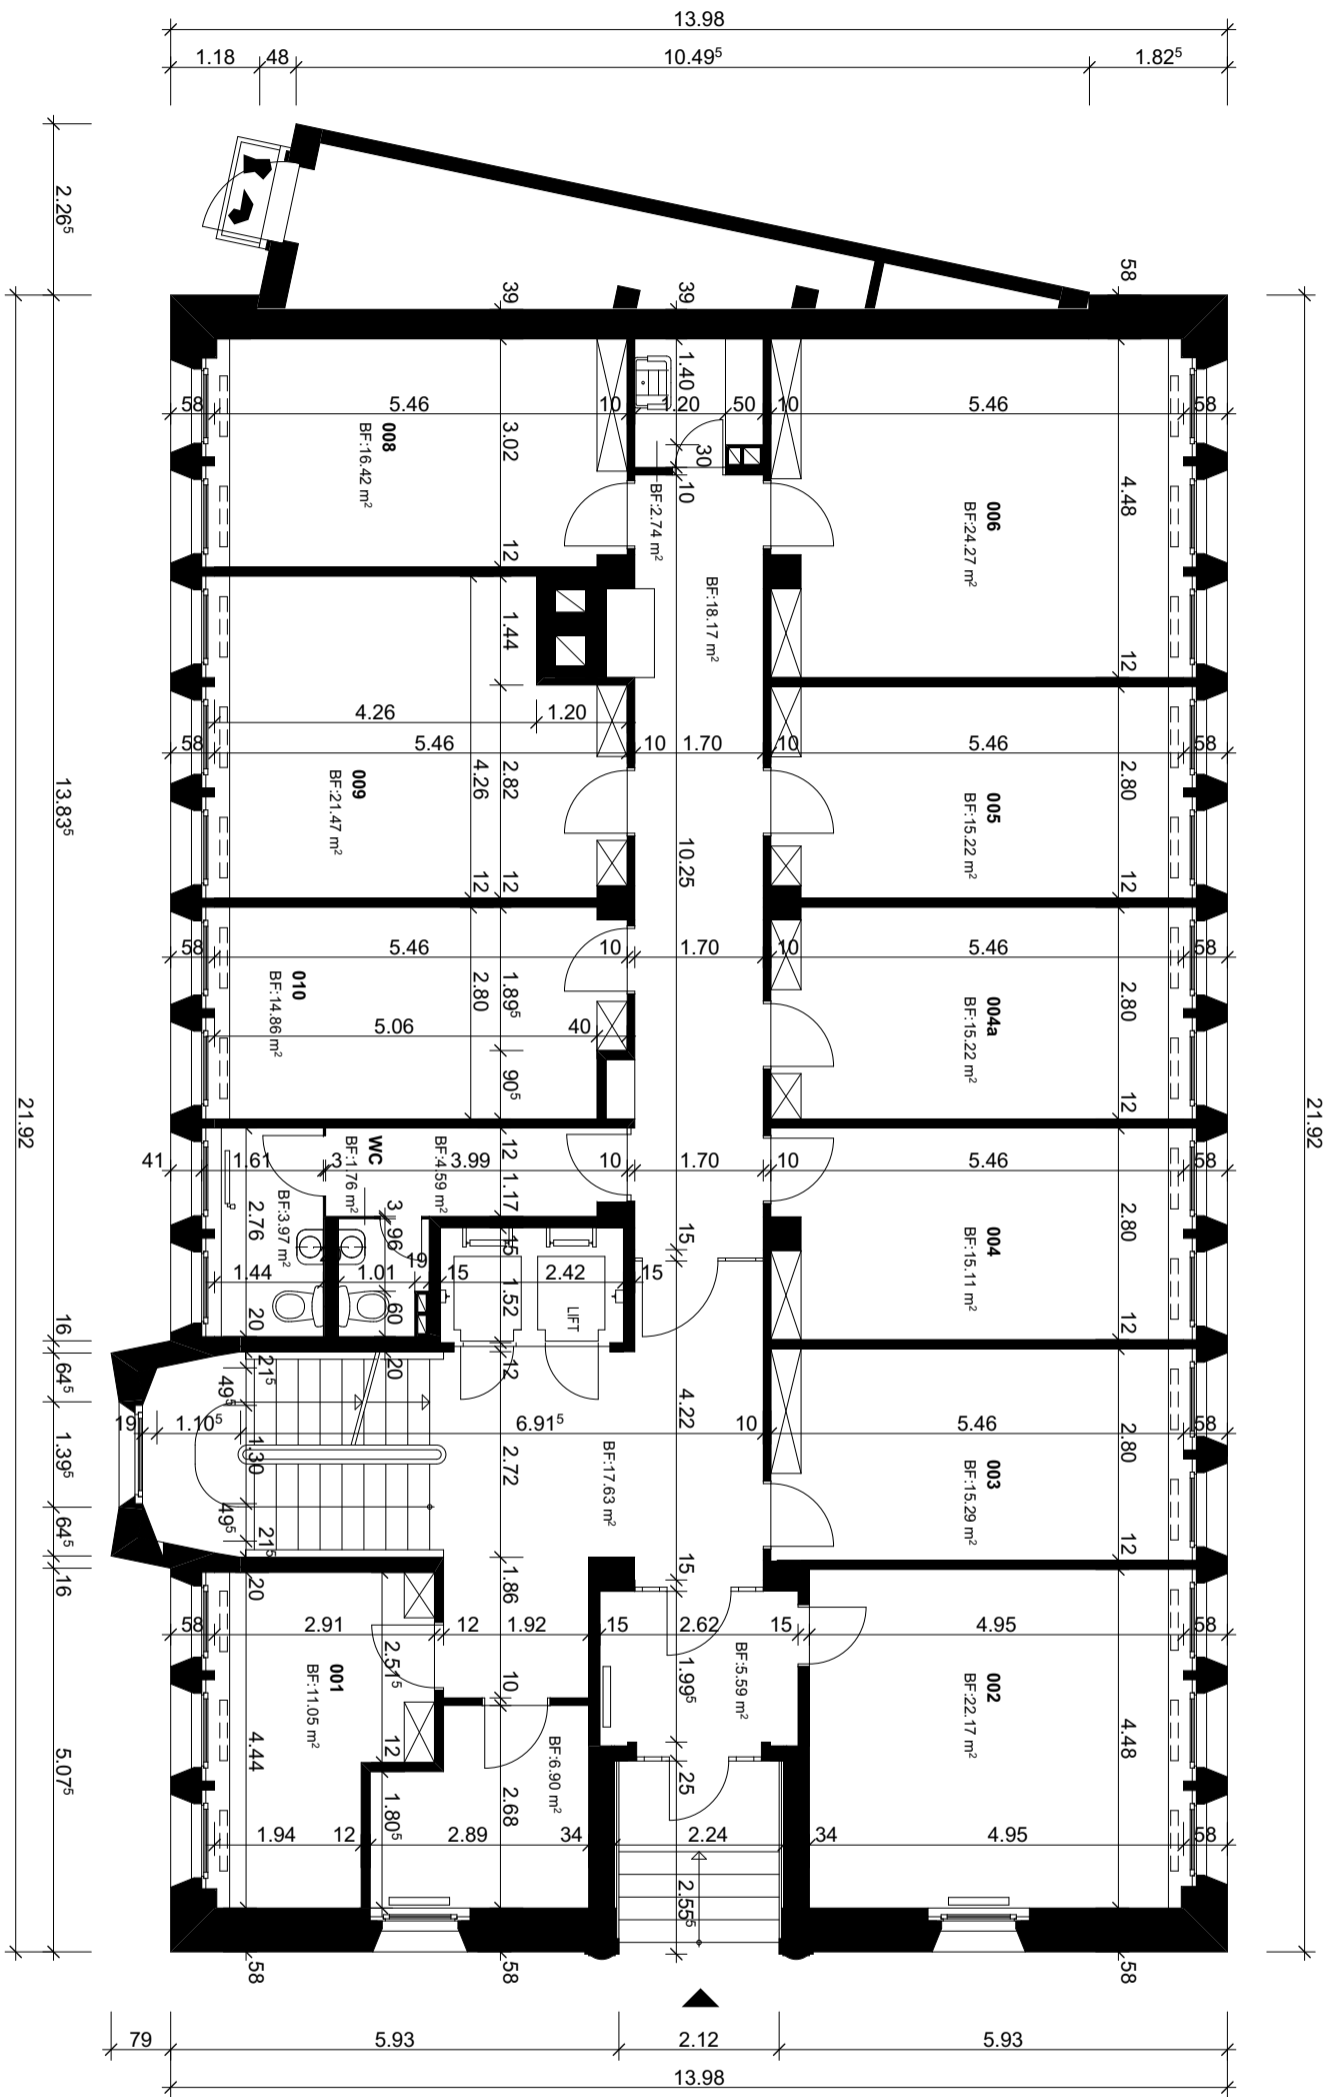 13.98
1.18 48 10.49⁵ 1.82⁵
2.26⁵
58
39 39
1.40
58 5.46 10 1.20 50 10 5.46 58
008
BF:16.42 m²
3.02
30
10
BF:2.74 m²
006
BF:24.27 m²
4.48
12
BF:18.17 m²
1.44
12
4.26 1.20
58 5.46 10 1.70 10 5.46 58
009
BF:21.47 m²
4.26
2.82
005
BF:15.22 m²
2.80
13.83⁵
10.25
12 12 12
58 5.46 10 1.70 10 5.46 58
010
BF:14.86 m²
2.80
1.89⁵
5.06 40
004a
BF:15.22 m²
2.80
90⁵
12
21.92
21.92
WC
BF:1.76 m²
BF:4.59 m²
12
41 1.61 3 3.99 10 1.70 10 5.46 58
1.17
BF:3.97 m²
2.76
3
96
15
15
004
BF:15.11 m²
2.80
1.44 1.01 19 15 2.42 15
60
1.52
LIFT
20
12
16
64⁵
21⁵
20
12
49⁵
4.22
19 1.10⁵ 6.91⁵ 10 5.46 58
1.39⁵
1.30
2.72
BF:17.63 m²
003
BF:15.29 m²
2.80
49⁵
64⁵
21⁵
12
16
20
1.86
15
58 2.91 12 1.92 15 2.62 15 4.95 58
001
BF:11.05 m²
2.51⁵
10
1.99⁵
BF:5.59 m²
002
BF:22.17 m²
4.48
5.07⁵
4.44
12
BF:6.90 m²
25
1.80⁵
2.68
1.94 12 2.89 34 2.24 34 4.95 58
2.55⁵
58 58 58
79 5.93 2.12 5.93
13.98